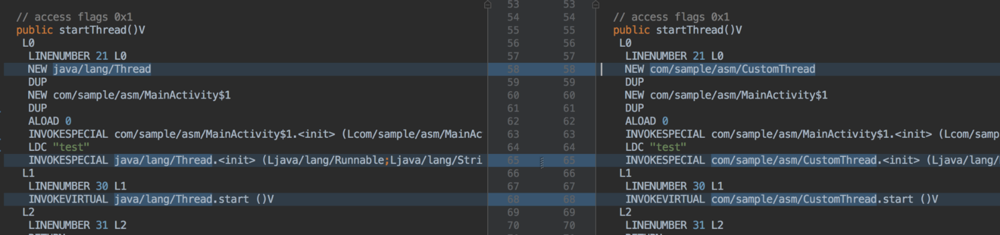 53 53
// access flags 0x1 54 54 // access flags 0x1
public startThread()V 55 55 public startThread()V
L0 56 56 L0
LINENUMBER 21 L0 57 57 LINENUMBER 21 L0
NEW java/lang/Thread 58 58 NEW com/sample/asm/CustomThread
DUP 59 59 DUP
NEW com/sample/asm/MainActivity$1 60 60 NEW com/sample/asm/MainActivity$1
DUP 61 61 DUP
ALOAD 0 62 62 ALOAD 0
INVOKESPECIAL com/sample/asm/MainActivity$1.<init> (Lcom/sample/asm/MainAc 63 63 INVOKESPECIAL com/sample/asm/MainActivity$1.<init> (Lcom/samp
LDC "test" 64 64 LDC "test"
INVOKESPECIAL java/lang/Thread.<init> (Ljava/lang/Runnable;Ljava/lang/Stri 65 65 INVOKESPECIAL com/sample/asm/CustomThread.<init> (Ljava/lang/
L1 66 66 L1
LINENUMBER 30 L1 67 67 LINENUMBER 30 L1
INVOKEVIRTUAL java/lang/Thread.start ()V 68 68 INVOKEVIRTUAL com/sample/asm/CustomThread.start ()V
L2 69 69 L2
LINENUMBER 31 L2 70 70 LINENUMBER 31 L2